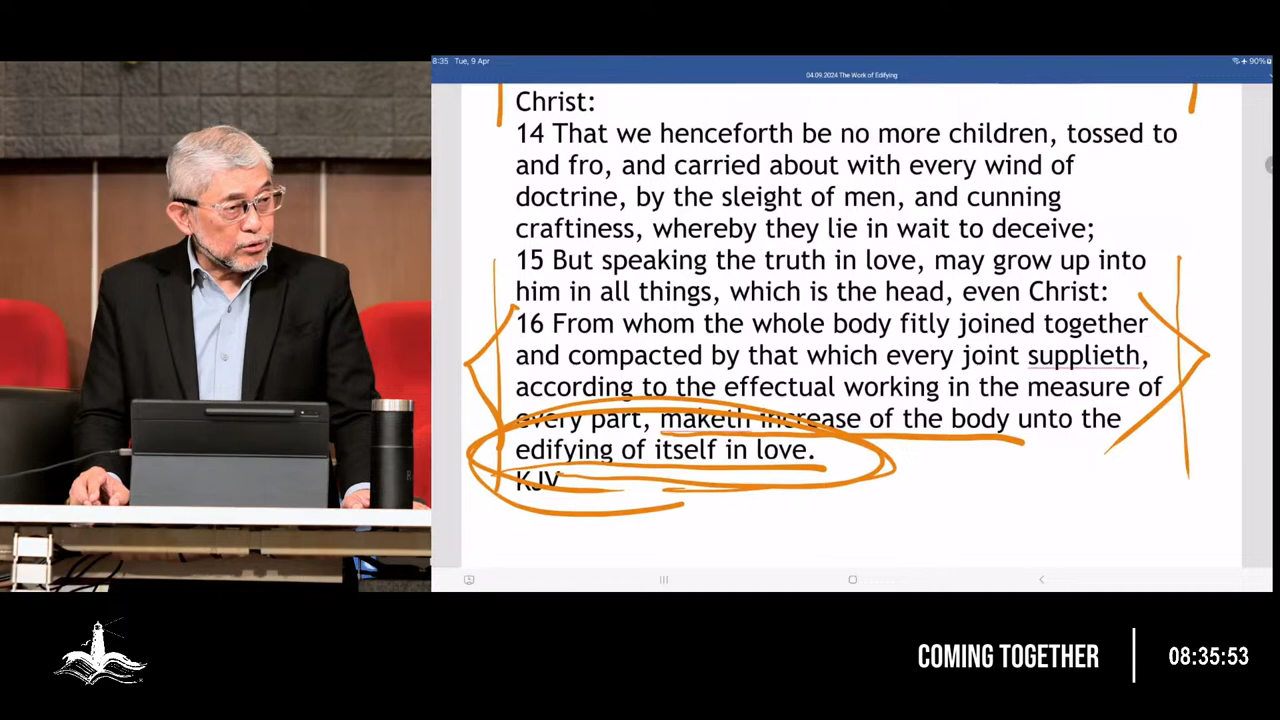 8:35 Tue, 9 Apr
90%
04.09.2024 The Work of Edifying
Christ:
14 That we henceforth be no more children, tossed to
and fro, and carried about with every wind of
doctrine, by the sleight of men, and cunning
craftiness, whereby they lie in wait to deceive;
15 But speaking the truth in love, may grow up into
him in all things, which is the head, even Christ:
16 From whom the whole body fitly joined together
and compacted by that which every joint supplieth,
according to the effectual working in the measure of
every part, maketh increase of the body unto the
edifying of itself in love.
KJV
COMING TOGETHER
08:35:53